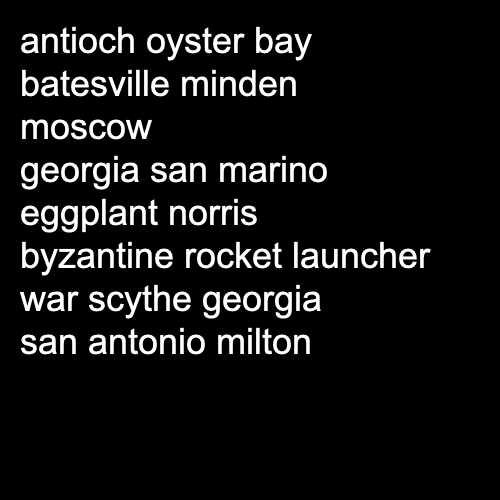 antioch oyster bay
batesville minden
moscow
georgia san marino
eggplant norris
byzantine rocket launcher
war scythe georgia
san antonio milton